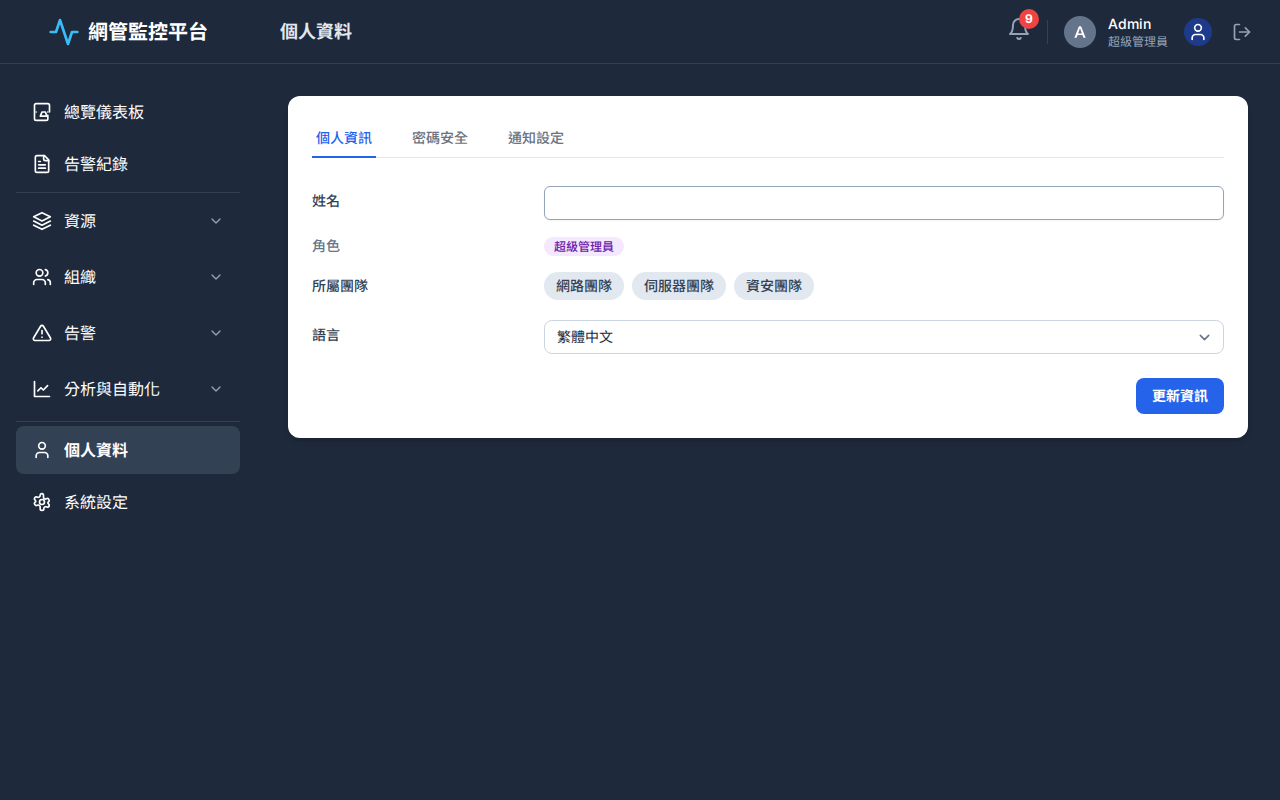 網管監控平台
個人資料
9
A
Admin
超級管理員
總覽儀表板
告警紀錄
資源
組織
告警
分析與自動化
個人資料
系統設定
個人資訊 密碼安全 通知設定
姓名
角色 超級管理員
所屬團隊 網路團隊 伺服器團隊 資安團隊
語言 繁體中文
更新資訊